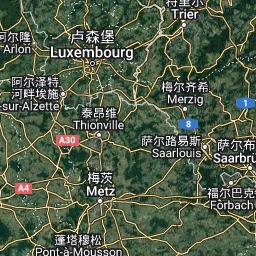 特里尔
Trier
阿尔隆
Arlon
卢森堡
Luxembourg
阿尔泽特
河畔埃施
-sur-Alzette
梅尔齐希
Merzig
1
泰昂维
Thionville
8
A30
萨尔路易斯
Saarlouis
萨尔布
Saarbrü
A4
梅茨
Metz
福尔巴克
Forbach
蓬塔穆松
Pont-à-Mousson